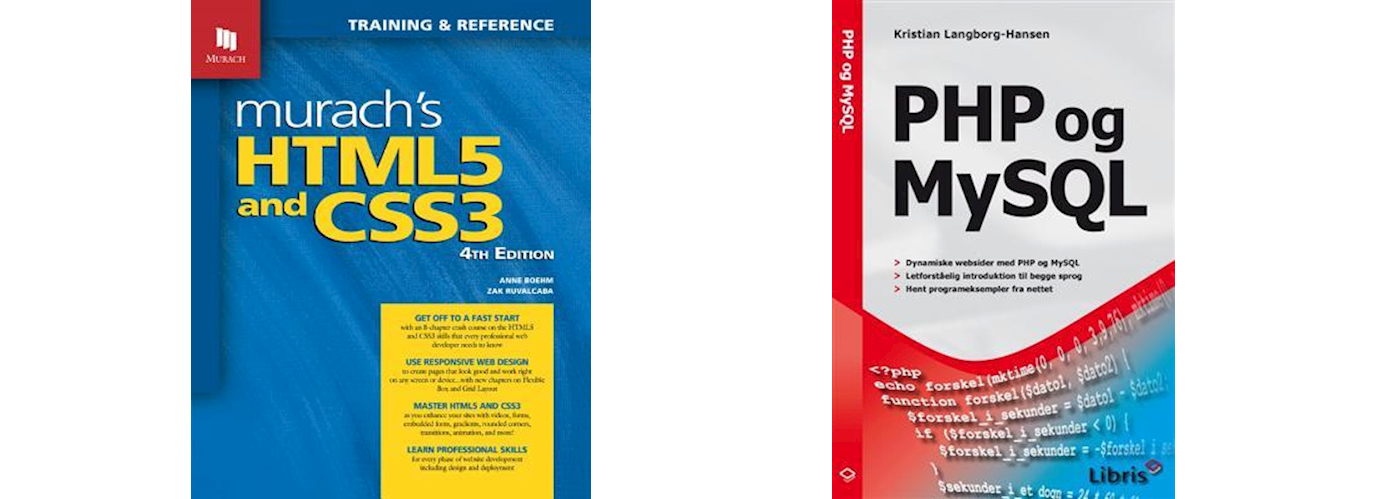 TRAINING & REFERENCE
MURACH
murach's
HTML5
and CSS3
4TH EDITION
ANNE BOEHM
ZAK RUVALCABA
GET OFF TO A FAST START
with an 8-chapter crash course on the HTML5
and CSS3 skills that every professional web
developer needs to know
USE RESPONSIVE WEB DESIGN
to create pages that look good and work right
on any screen or device...with new chapters on Flexible
Box and Grid Layout
MASTER HTML5 AND CSS3
as you enhance your sites with videos, forms,
embedded fonts, gradients, rounded corners,
transitions, animation, and more!
LEARN PROFESSIONAL SKILLS
for every phase of website development
including design and deployment
PHP og MySQL
Kristian Langborg-Hansen
PHP og
MySQL
> Dynamiske websider med PHP og MySQL
> Letforståelig introduktion til begge sprog
> Hent programeksempler fra nettet
<?php
echo forskel(mktime(0, 0, 0, 3,9,76), mktime(0
function forskel($dato1, $dato2) {
$forskel_i_sekunder = $dato1 - $dato2;
if ($forskel_i_sekunder < 0) {
$forskel_i_sekunder = -$forskel_i_se
}
$sekunder_i_et_dogn = 24 * 60 * 60
Libris